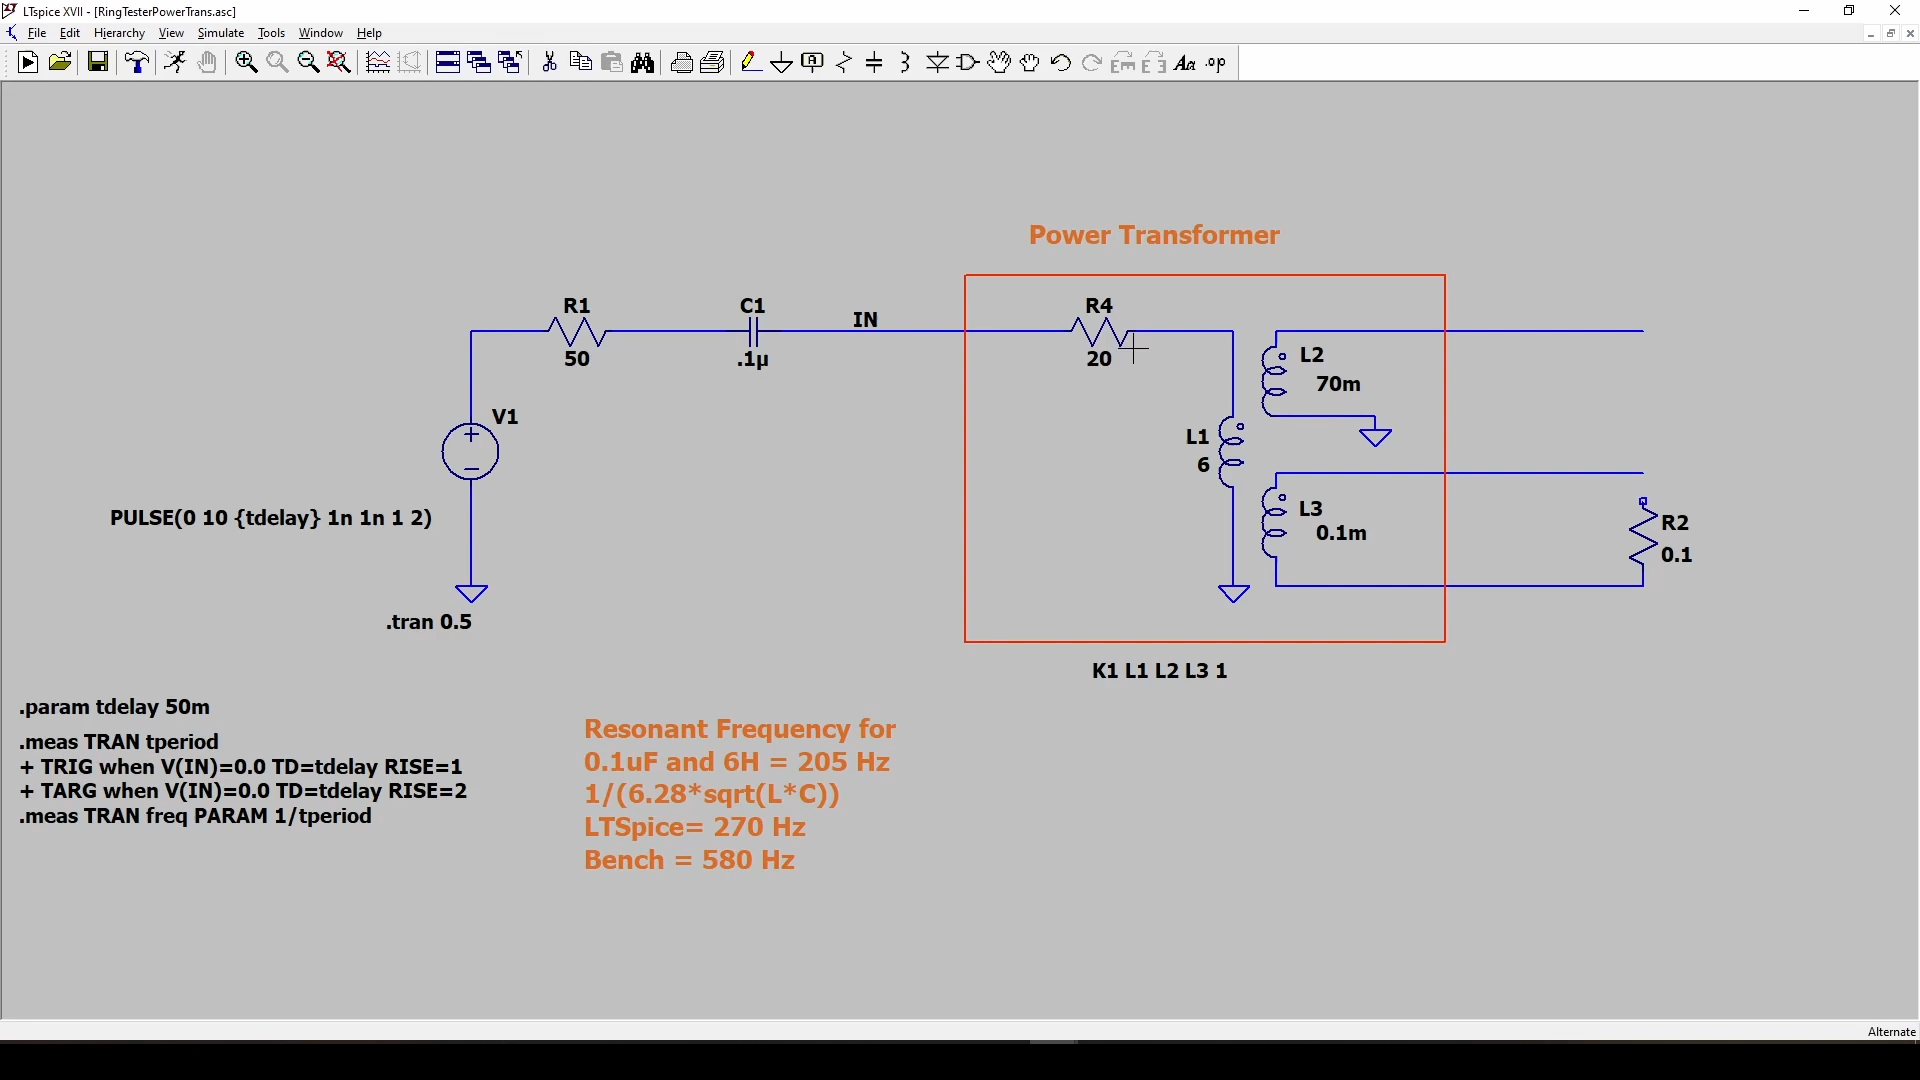 LTspice XVII - [RingTesterPowerTrans.asc]
File Edit Hierarchy View Simulate Tools Window Help
Power Transformer
R1
50
C1
.1µ
IN
R4
20
L2
70m
V1
L1
6
PULSE(0 10 {tdelay} 1n 1n 1 2)
L3
0.1m
R2
0.1
.tran 0.5
K1 L1 L2 L3 1
.param tdelay 50m
.meas TRAN tperiod
+ TRIG when V(IN)=0.0 TD=tdelay RISE=1
+ TARG when V(IN)=0.0 TD=tdelay RISE=2
.meas TRAN freq PARAM 1/tperiod
Resonant Frequency for
0.1uF and 6H = 205 Hz
1/(6.28*sqrt(L*C))
LTSpice= 270 Hz
Bench = 580 Hz
Alternate